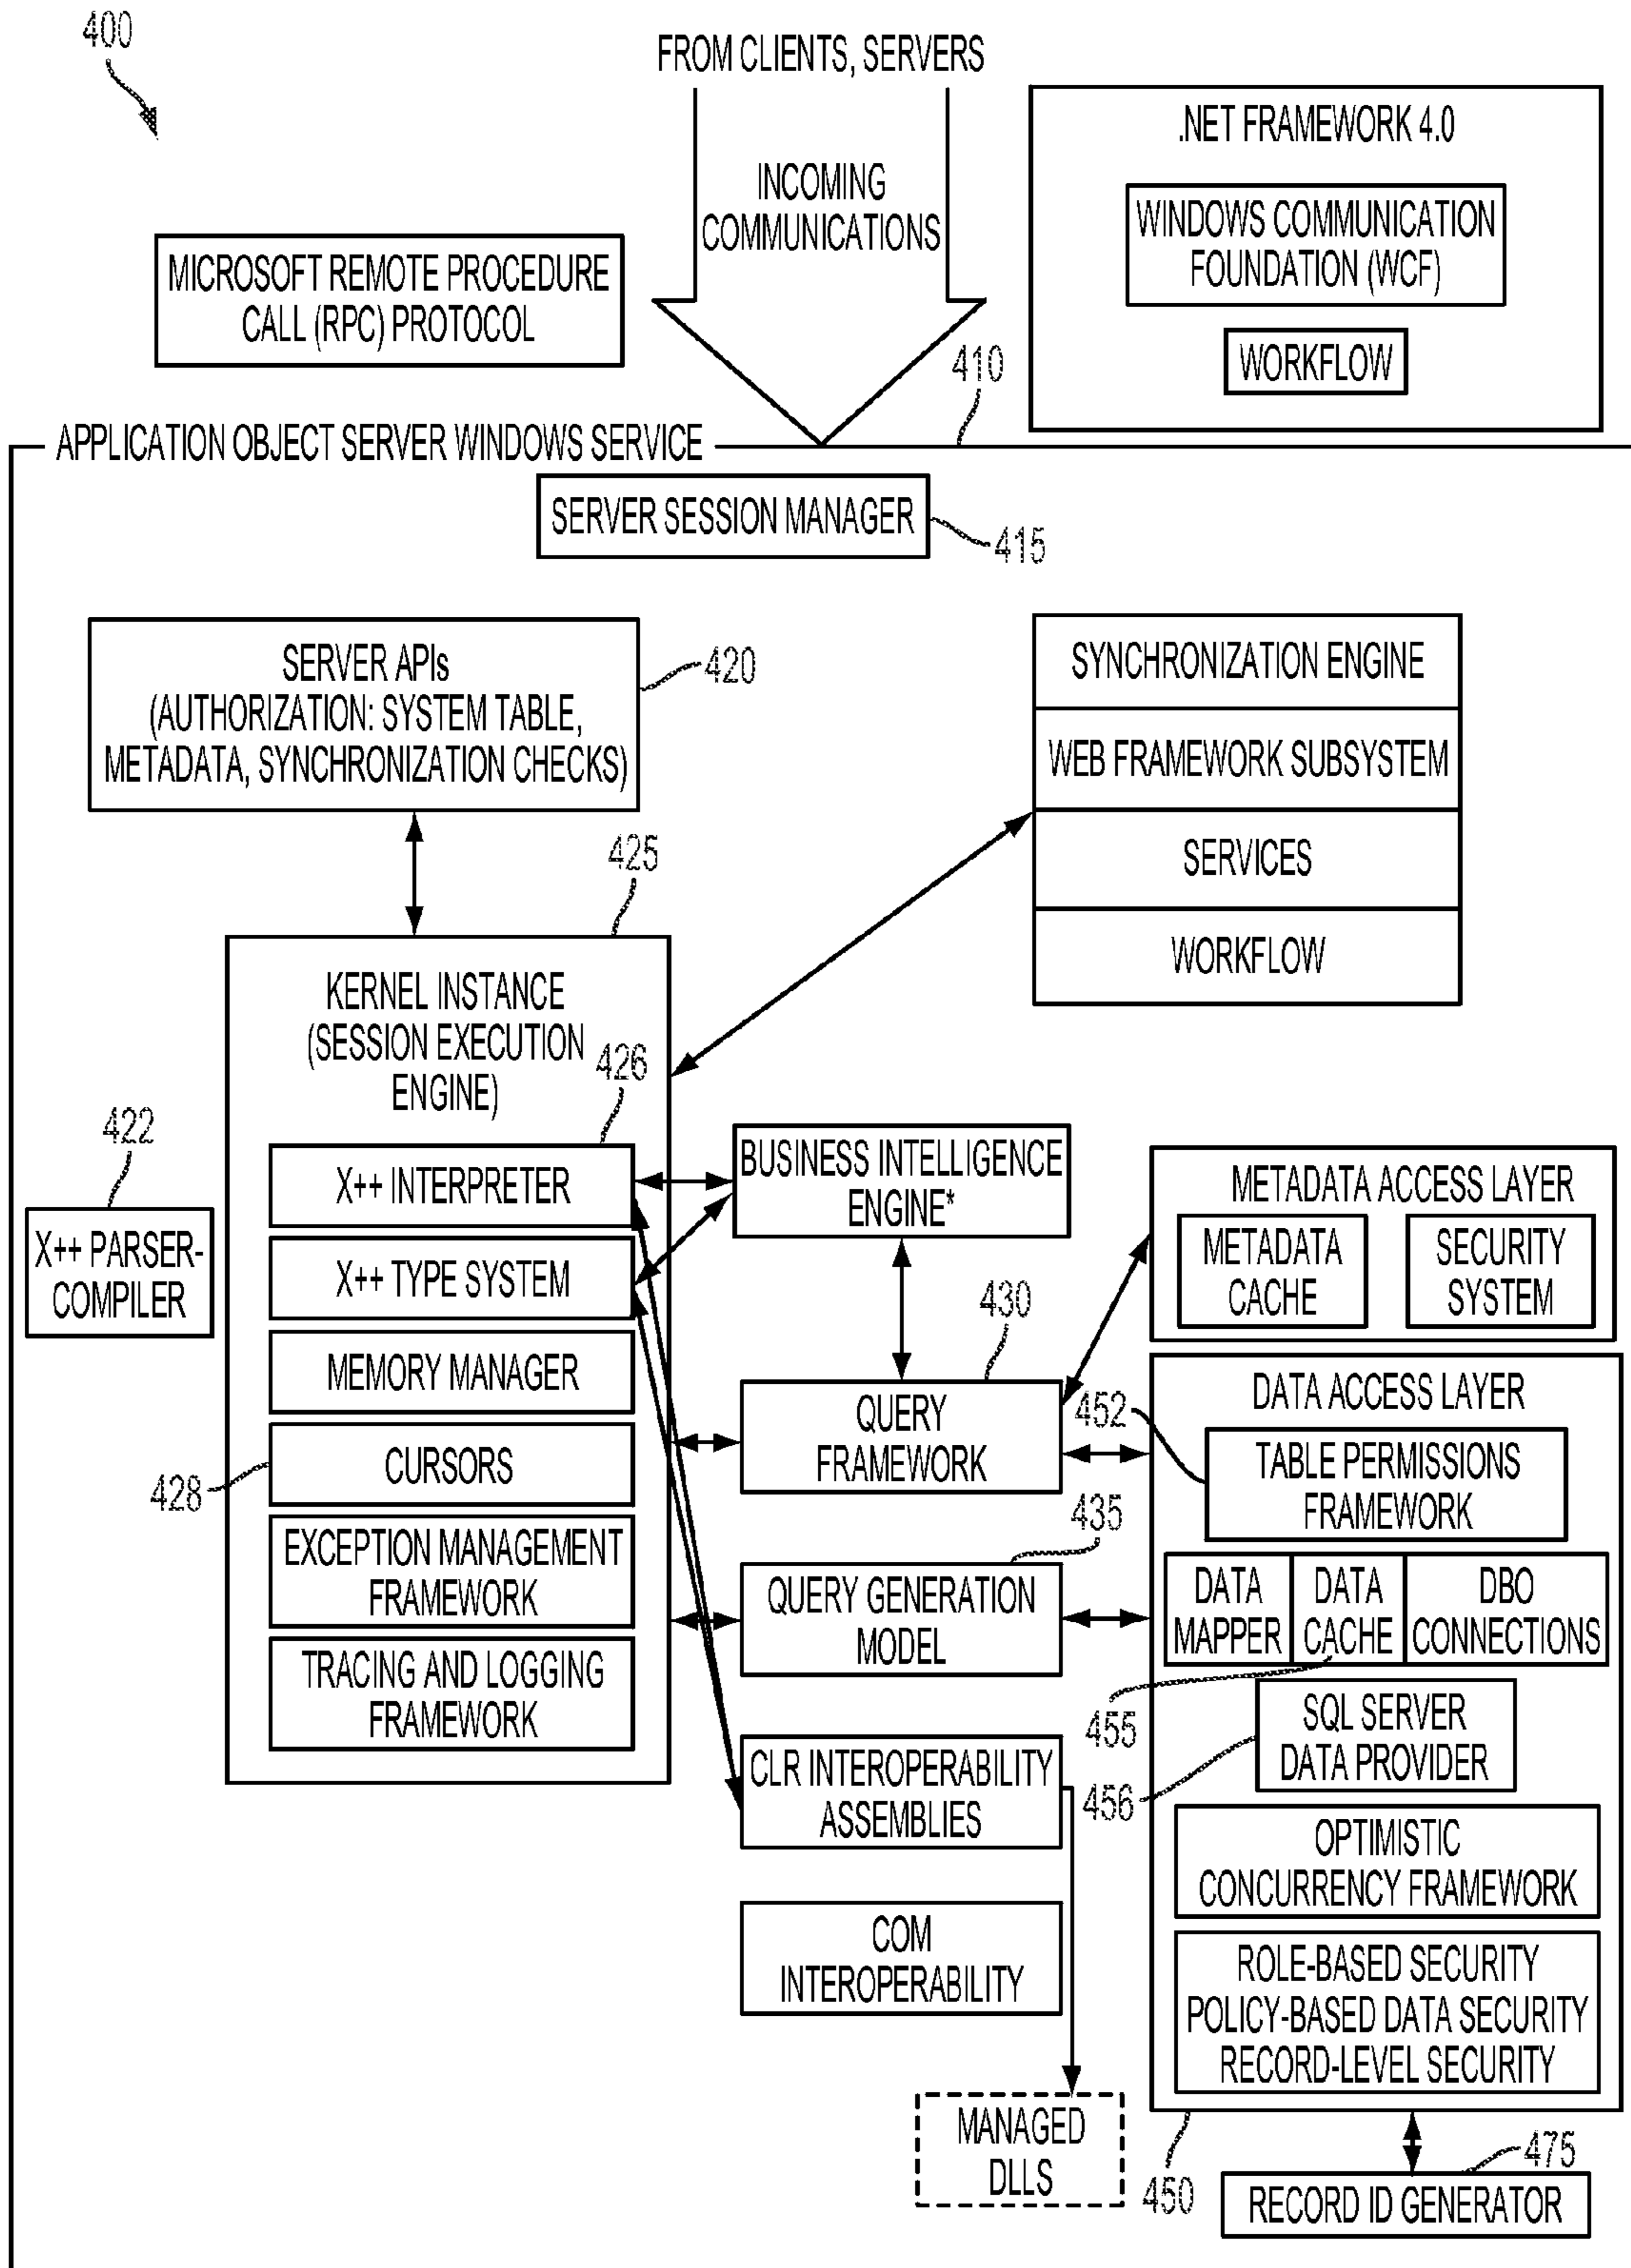 400
FROM CLIENTS, SERVERS
INCOMING
COMMUNICATIONS
.NET FRAMEWORK 4.0
WINDOWS COMMUNICATION
FOUNDATION (WCF)
WORKFLOW
MICROSOFT REMOTE PROCEDURE
CALL (RPC) PROTOCOL
410
APPLICATION OBJECT SERVER WINDOWS SERVICE
SERVER SESSION MANAGER
415
SERVER APIs
(AUTHORIZATION: SYSTEM TABLE,
METADATA, SYNCHRONIZATION CHECKS)
420
SYNCHRONIZATION ENGINE
WEB FRAMEWORK SUBSYSTEM
SERVICES
WORKFLOW
425
KERNEL INSTANCE
(SESSION EXECUTION
ENGINE)
426
422
X++ PARSER-
COMPILER
X++ INTERPRETER
X++ TYPE SYSTEM
MEMORY MANAGER
CURSORS
428
EXCEPTION MANAGEMENT
FRAMEWORK
TRACING AND LOGGING
FRAMEWORK
BUSINESS INTELLIGENCE
ENGINE*
430
QUERY
FRAMEWORK
435
QUERY GENERATION
MODEL
CLR INTEROPERABILITY
ASSEMBLIES
COM
INTEROPERABILITY
MANAGED
DLLS
METADATA ACCESS LAYER
METADATA
CACHE
SECURITY
SYSTEM
DATA ACCESS LAYER
452
TABLE PERMISSIONS
FRAMEWORK
DATA
MAPPER
DATA
CACHE
DBO
CONNECTIONS
455
SQL SERVER
DATA PROVIDER
456
OPTIMISTIC
CONCURRENCY FRAMEWORK
ROLE-BASED SECURITY
POLICY-BASED DATA SECURITY
RECORD-LEVEL SECURITY
450
475
RECORD ID GENERATOR